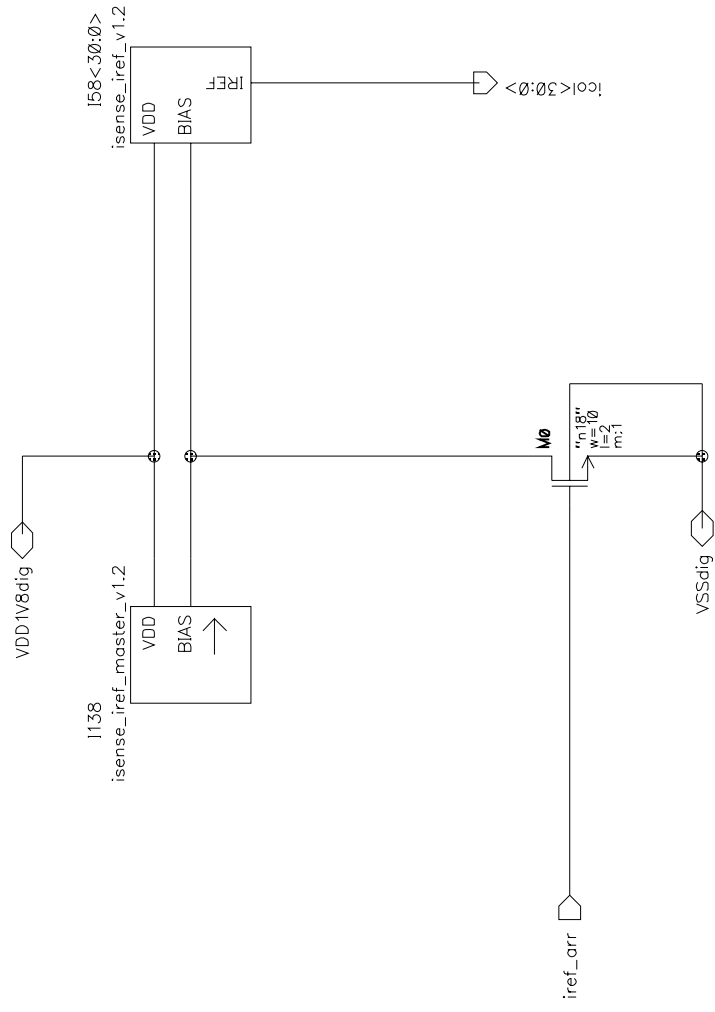 VDD1V8dig
I138
isense_iref_master_v1.2
VDD
BIAS
I58<30:0>
isense_iref_v1.2
VDD
BIAS
IREF
icol<30:0>
M0
"n18"
w=10
l=2
m:1
iref_arr
VSSdig